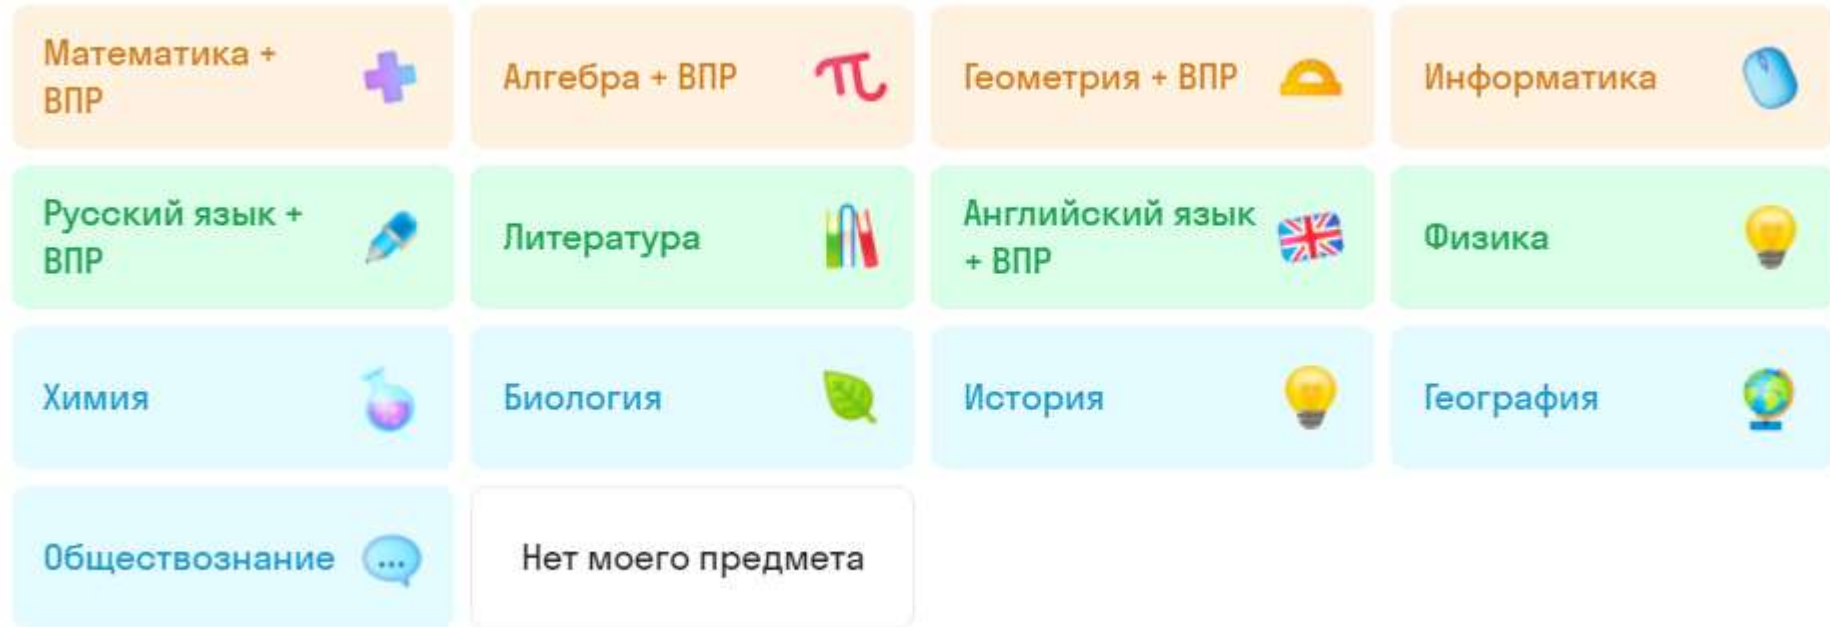 Математика +
ВПР
Алгебра + ВПР
Геометрия + ВПР
Информатика
Русский язык +
ВПР
Литература
Английский язык
+ ВПР
Физика
Химия
Биология
История
География
Обществознание
Нет моего предмета